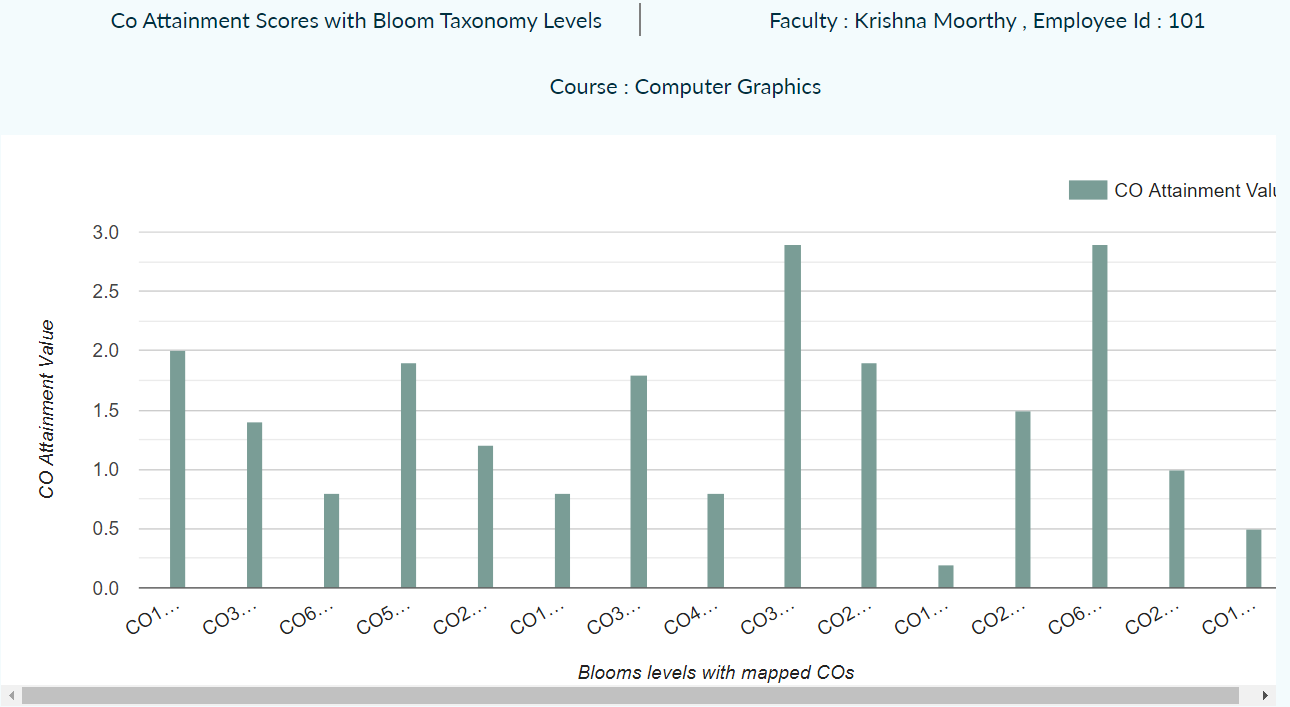 Co Attainment Scores with Bloom Taxonomy Levels
Faculty : Krishna Moorthy , Employee Id : 101
Course : Computer Graphics
CO Attainment Valu
3.0
2.5
2.0
1.5
1.0
0.5
0.0
CO Attainment Value
CO1...
CO3...
CO6...
CO5...
CO2...
CO1...
CO3...
CO4...
CO3...
CO2...
CO1...
CO2...
CO6...
CO2...
CO1...
Blooms levels with mapped COs